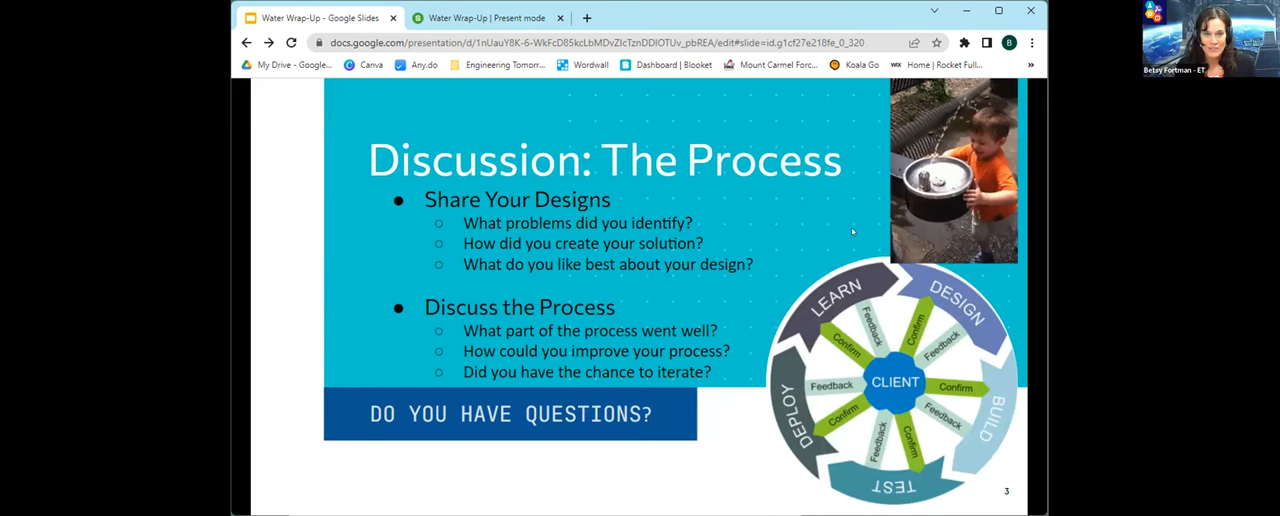 Water Wrap-Up - Google Slides
Water Wrap-Up | Present mode
docs.google.com/presentation/d/1nUauY8K-6-WkFcD85kcLbMDvZIcTznDDIOTUv_pbREA/edit#slide=id.g1cf27e218fe_0_320
B
My Drive - Google...
Canva
Any.do
Engineering Tomorr...
Wordwall
Dashboard | Blooket
Mount Carmel Forc...
Koala Go
WIX
Home | Rocket Full...
»
Betsy Fortman - ET
Discussion: The Process
● Share Your Designs
○ What problems did you identify?
○ How did you create your solution?
○ What do you like best about your design?
● Discuss the Process
○ What part of the process went well?
○ How could you improve your process?
○ Did you have the chance to iterate?
DO YOU HAVE QUESTIONS?
LEARN
DESIGN
BUILD
TEST
DEPLOY
CLIENT
Feedback
Confirm
Feedback
Confirm
Feedback
Confirm
Feedback
Confirm
Feedback
Confirm
3